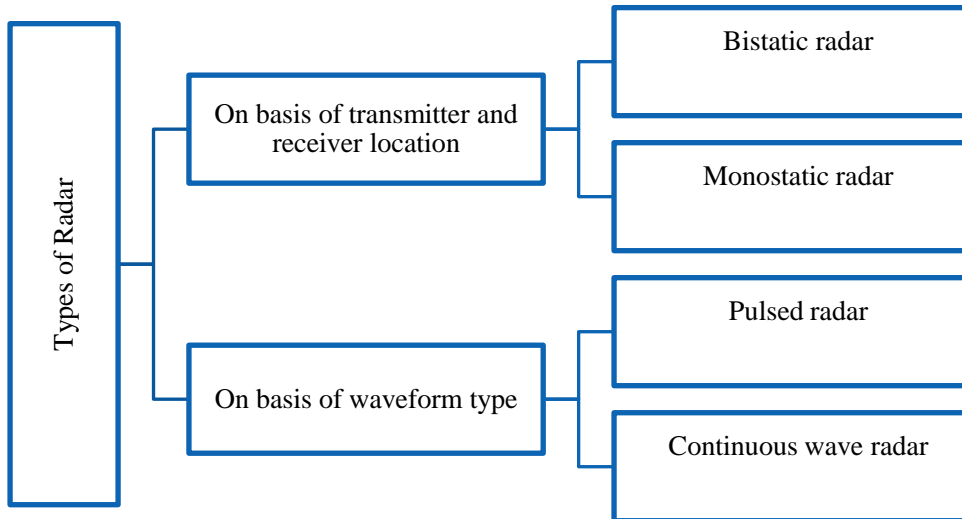 Types of Radar
On basis of transmitter and
receiver location
Bistatic radar
Monostatic radar
On basis of waveform type
Pulsed radar
Continuous wave radar